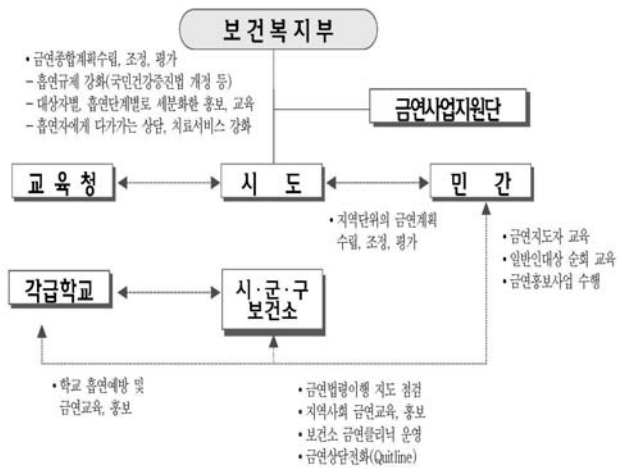 보건복지부
• 금연종합계획수립, 조정, 평가
– 흡연규제 강화(국민건강증진법 개정 등)
– 대상자별, 흡연단계별로 세분화한 홍보, 교육
– 흡연자에게 다가가는 상담, 치료서비스 강화
금연사업지원단
교육청
시 도
민 간
• 지역단위의 금연계획
수립, 조정, 평가
• 금연지도자 교육
• 일반인대상 순회 교육
• 금연홍보사업 수행
각급학교
시·군·구
보건소
• 학교 흡연예방 및
금연교육, 홍보
• 금연법령이행 지도 점검
• 지역사회 금연교육, 홍보
• 보건소 금연클리닉 운영
• 금연상담전화(Quitline)